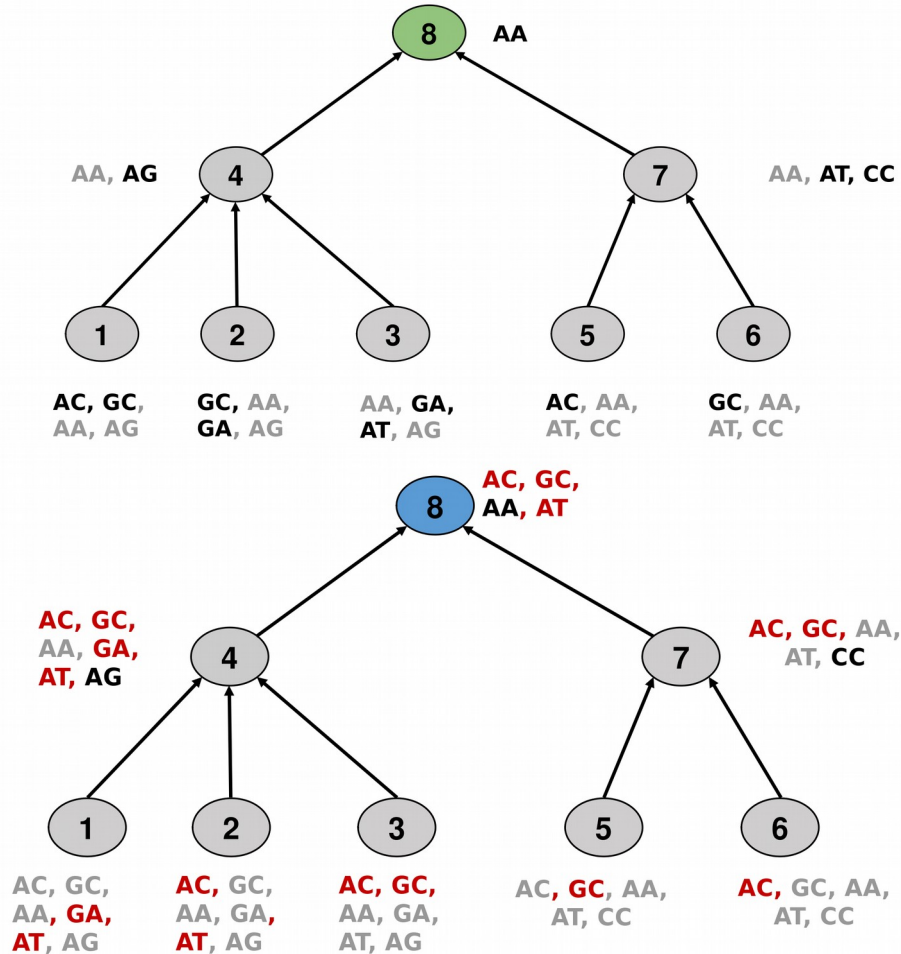 8
AA
AA, AG
4
7
AA, AT, CC
1
2
3
5
6
AC, GC,
AA, AG
GC, AA,
GA, AG
AA, GA,
AT, AG
AC, AA,
AT, CC
GC, AA,
AT, CC
8
AC, GC,
AA, AT
AC, GC,
AA, GA,
AT, AG
4
7
AC, GC, AA,
AT, CC
1
2
3
5
6
AC, GC,
AA, GA,
AT, AG
AC, GC,
AA, GA,
AT, AG
AC, GC,
AA, GA,
AT, AG
AC, GC, AA,
AT, CC
AC, GC, AA,
AT, CC